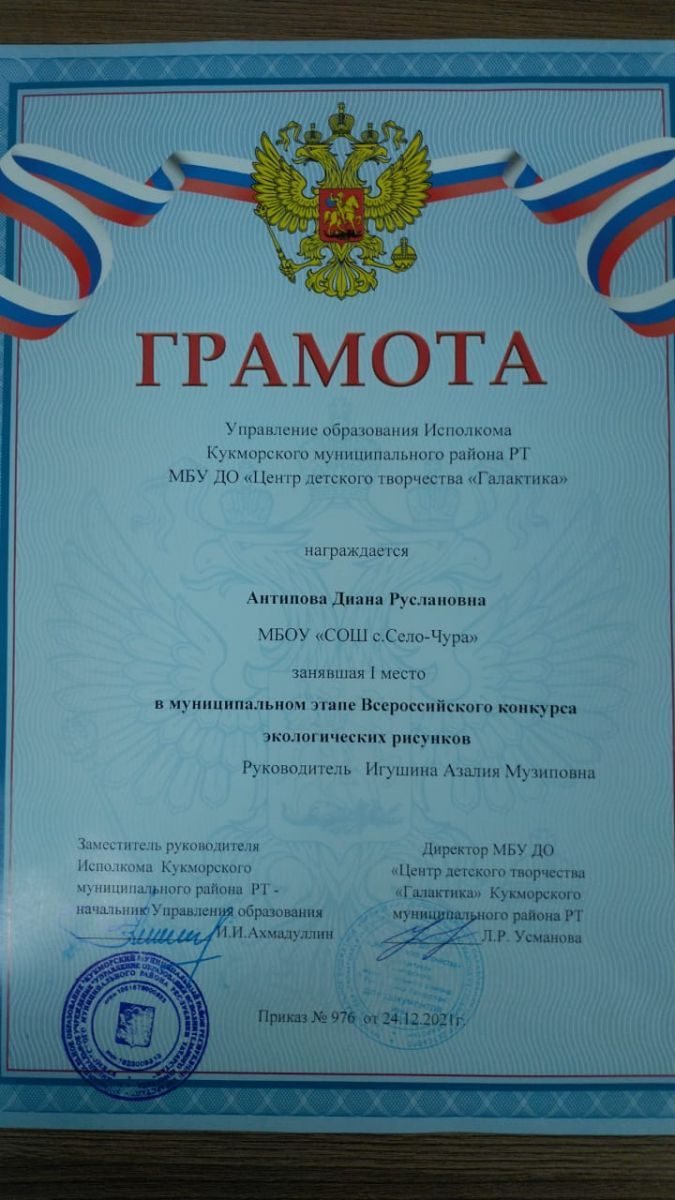 ГРАМОТА
Управление образования Исполкома
Кукморского муниципального района РТ
МБУ ДО «Центр детского творчества «Галактика»
награждается
Антипова Диана Руслановна
МБОУ «СОШ с.Село-Чура»
занявшая I место
в муниципальном этапе Всероссийского конкурса
экологических рисунков
Руководитель Игушина Азалия Музиповна
Заместитель руководителя
Исполкома Кукморского
муниципального района РТ -
начальник Управления образования
И.И.Ахмадуллин
Директор МБУ ДО
«Центр детского творчества
«Галактика» Кукморского
муниципального района РТ
Л.Р. Усманова
Приказ № 976 от 24.12.2021г.